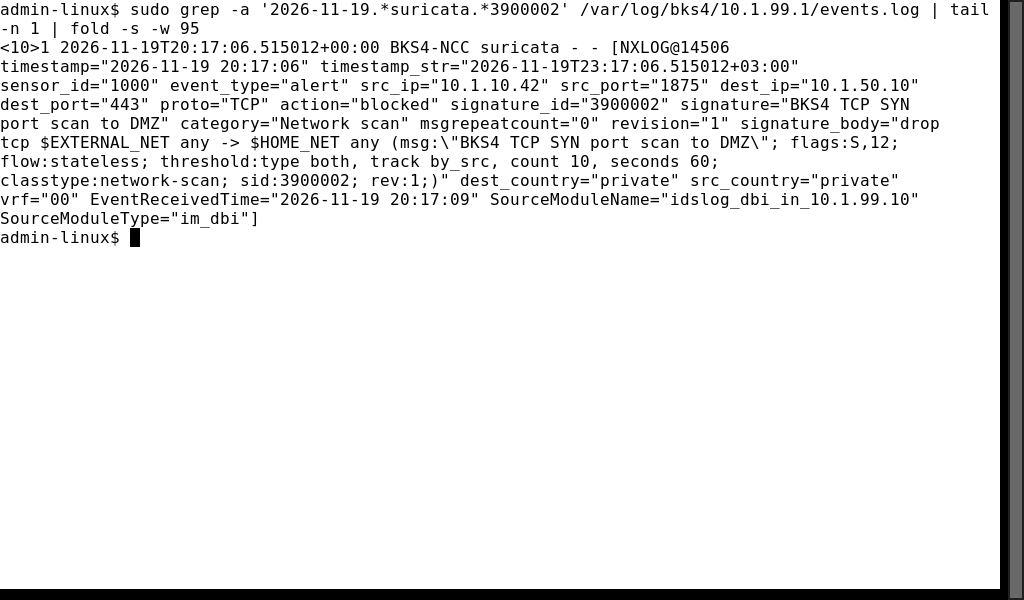 admin-linux$ sudo grep -a '2026-11-19.*suricata.*3900002' /var/log/bks4/10.1.99.1/events.log | tail
-n 1 | fold -s -w 95
<10>1 2026-11-19T20:17:06.515012+00:00 BKS4-NCC suricata - - [NXLOG@14506
timestamp="2026-11-19 20:17:06" timestamp_str="2026-11-19T23:17:06.515012+03:00"
sensor_id="1000" event_type="alert" src_ip="10.1.10.42" src_port="1875" dest_ip="10.1.50.10"
dest_port="443" proto="TCP" action="blocked" signature_id="3900002" signature="BKS4 TCP SYN
port scan to DMZ" category="Network scan" msgrepeatcount="0" revision="1" signature_body="drop
tcp $EXTERNAL_NET any -> $HOME_NET any (msg:\"BKS4 TCP SYN port scan to DMZ\"; flags:S,12;
flow:stateless; threshold:type both, track by_src, count 10, seconds 60;
classtype:network-scan; sid:3900002; rev:1;)" dest_country="private" src_country="private"
vrf="00" EventReceivedTime="2026-11-19 20:17:09" SourceModuleName="idslog_dbi_in_10.1.99.10"
SourceModuleType="im_dbi"]
admin-linux$